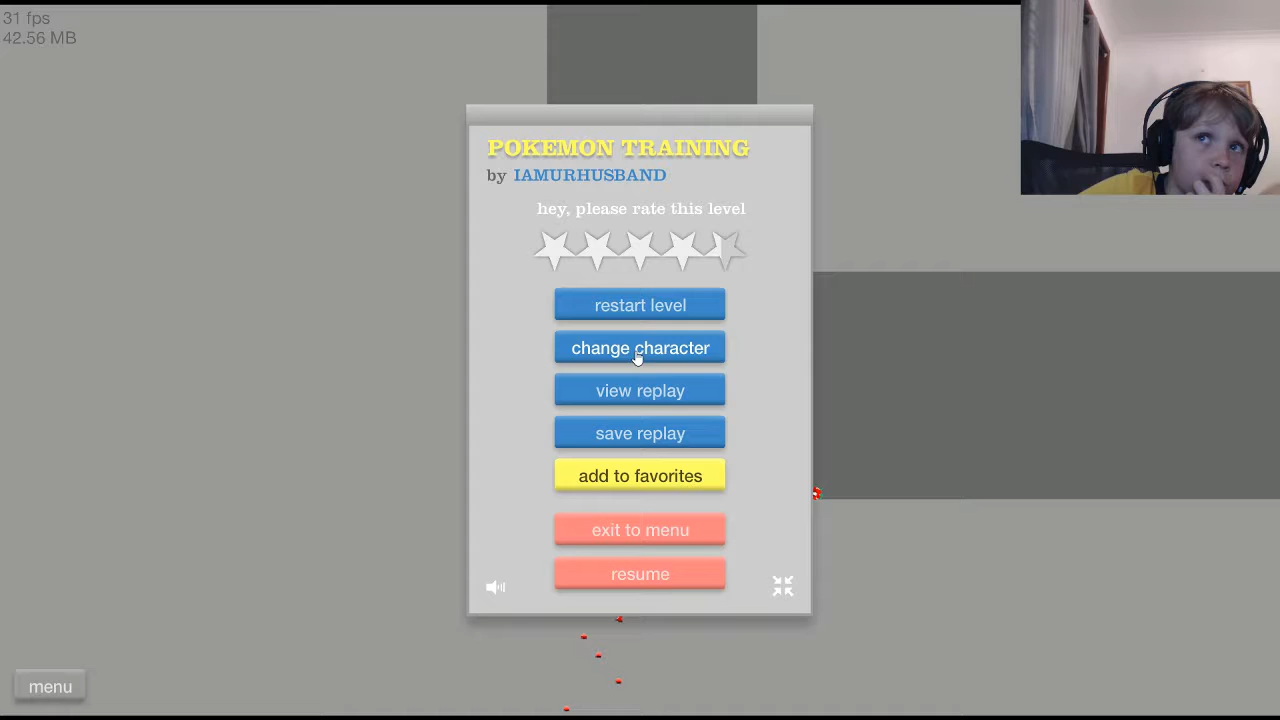 31 fps
42.56 MB
POKEMON TRAINING
by IAMURHUSBAND
hey, please rate this level
restart level
change character
view replay
save replay
add to favorites
exit to menu
resume
menu